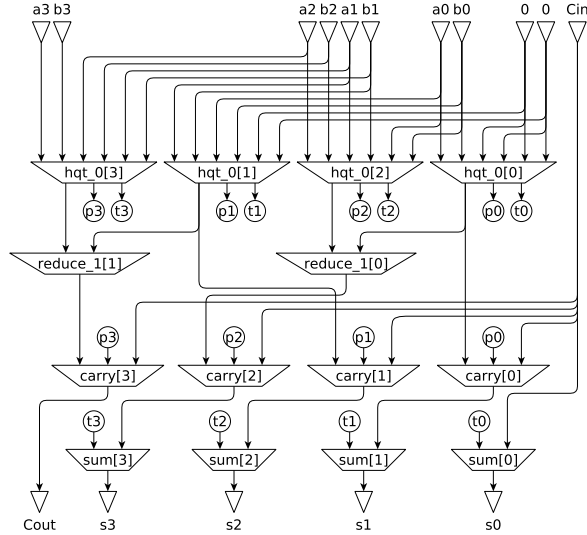 a3 b3 a2 b2 a1 b1 a0 b0 0 0 Cin
hqt_0[3] hqt_0[1] hqt_0[2] hqt_0[0]
p3 t3 p1 t1 p2 t2 p0 t0
reduce_1[1] reduce_1[0]
p3 p2 p1 p0
carry[3] carry[2] carry[1] carry[0]
t3 t2 t1 t0
sum[3] sum[2] sum[1] sum[0]
Cout s3 s2 s1 s0